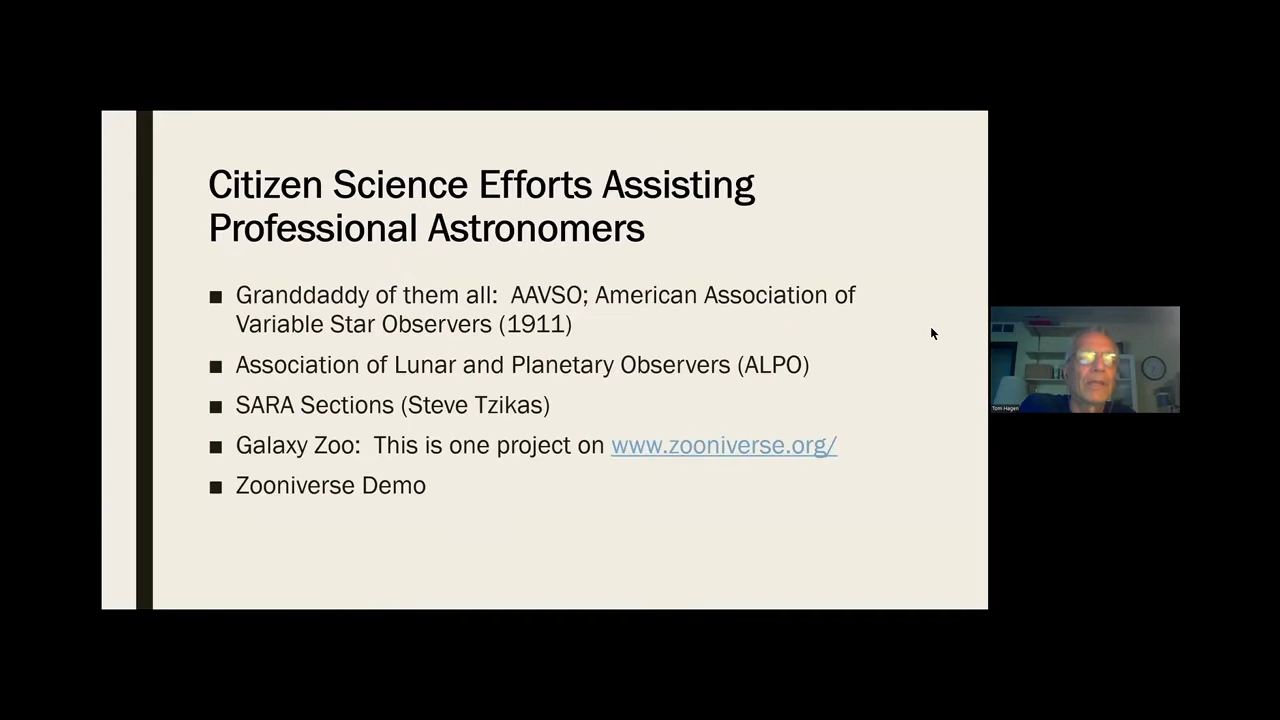 Citizen Science Efforts Assisting
Professional Astronomers
■ Granddaddy of them all:  AAVSO; American Association of
Variable Star Observers (1911)
■ Association of Lunar and Planetary Observers (ALPO)
■ SARA Sections (Steve Tzikas)
■ Galaxy Zoo:  This is one project on www.zooniverse.org/
■ Zooniverse Demo
Tom Hagen